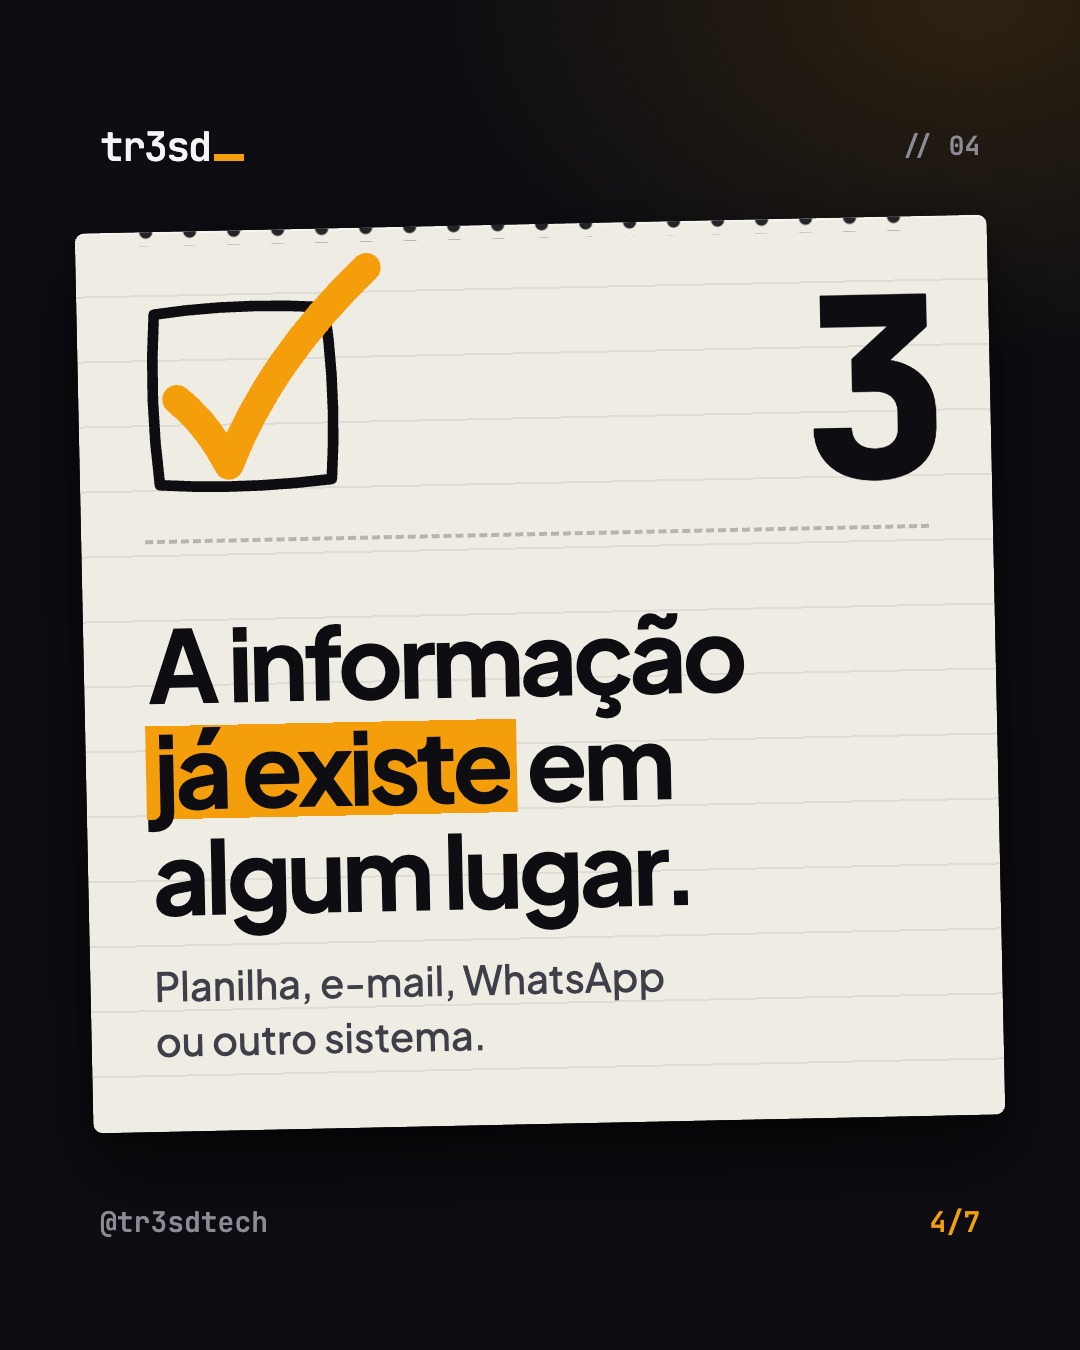 tr3sd_
// 04
3
A informação
já existe em
algum lugar.
Planilha, e-mail, WhatsApp
ou outro sistema.
@tr3sdtech
4/7